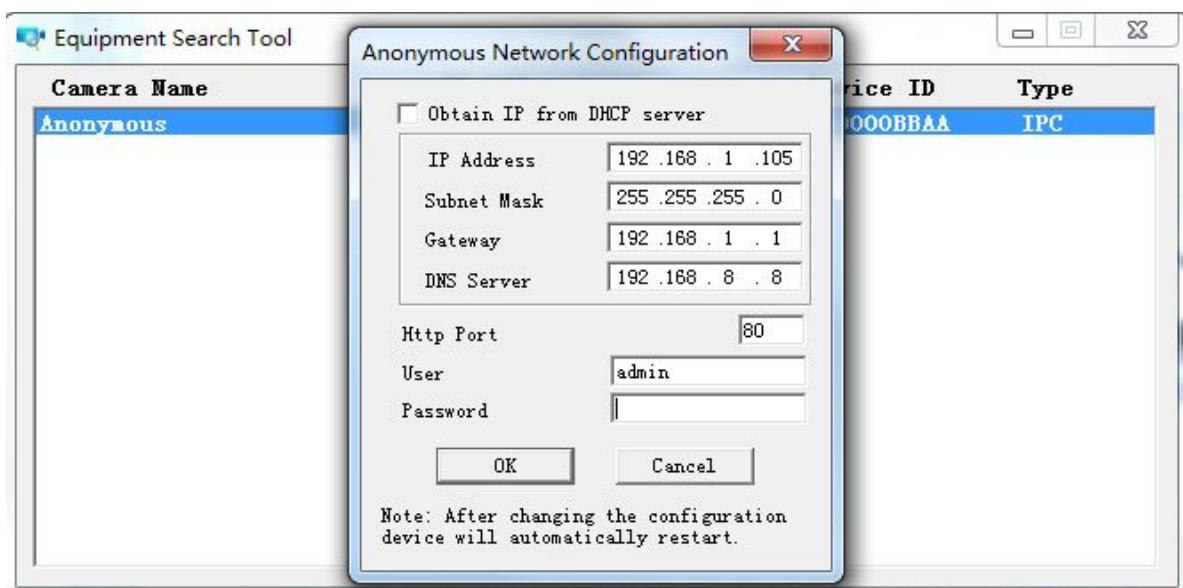 Equipment Search Tool
Anonymous Network Configuration
Camera Name
vice ID Type
Anonymous
000BBAA IPC
Obtain IP from DHCP server
IP Address 192 .168 . 1 .105
Subnet Mask 255 .255 .255 . 0
Gateway 192 .168 . 1 . 1
DNS Server 192 .168 . 8 . 8
Http Port 80
User admin
Password
OK Cancel
Note: After changing the configuration
device will automatically restart.